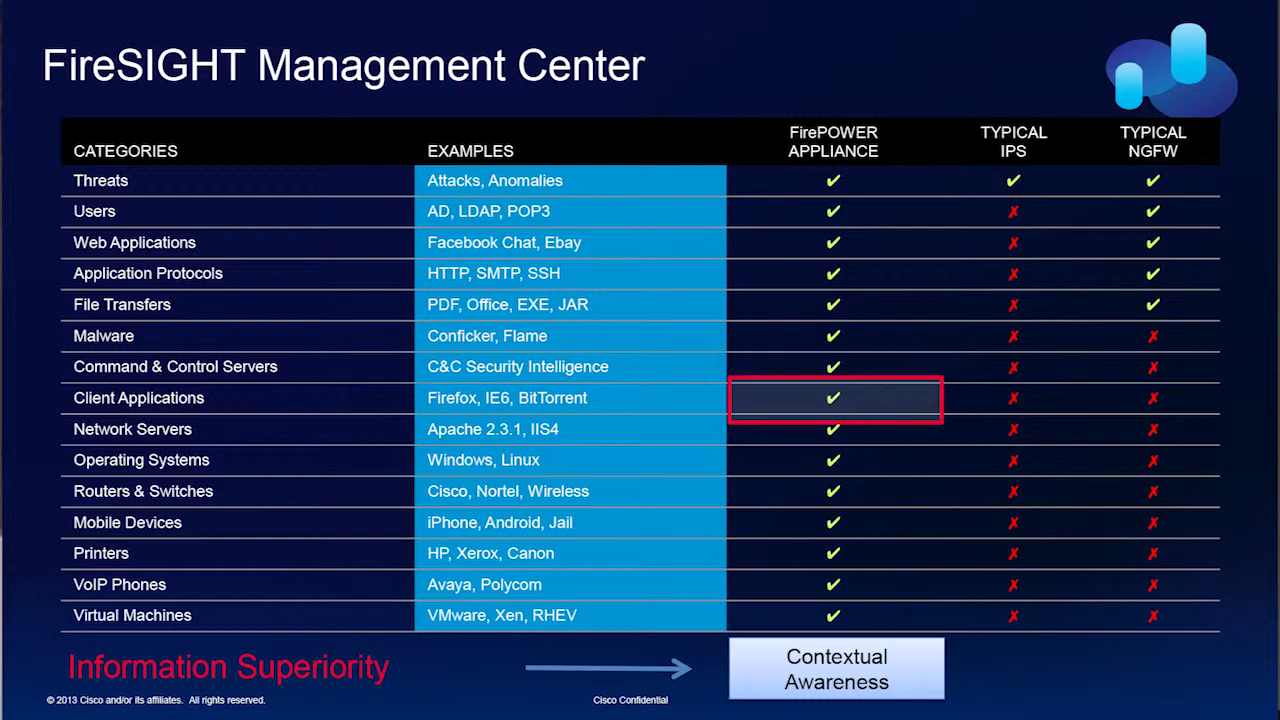 FireSIGHT Management Center
CATEGORIES EXAMPLES FirePOWER APPLIANCE TYPICAL IPS TYPICAL NGFW
Threats Attacks, Anomalies ✔ ✔ ✔
Users AD, LDAP, POP3 ✔ ✗ ✔
Web Applications Facebook Chat, Ebay ✔ ✗ ✔
Application Protocols HTTP, SMTP, SSH ✔ ✗ ✔
File Transfers PDF, Office, EXE, JAR ✔ ✗ ✔
Malware Conficker, Flame ✔ ✗ ✗
Command & Control Servers C&C Security Intelligence ✔ ✗ ✗
Client Applications Firefox, IE6, BitTorrent ✔ ✗ ✗
Network Servers Apache 2.3.1, IIS4 ✔ ✗ ✗
Operating Systems Windows, Linux ✔ ✗ ✗
Routers & Switches Cisco, Nortel, Wireless ✔ ✗ ✗
Mobile Devices iPhone, Android, Jail ✔ ✗ ✗
Printers HP, Xerox, Canon ✔ ✗ ✗
VoIP Phones Avaya, Polycom ✔ ✗ ✗
Virtual Machines VMware, Xen, RHEV ✔ ✗ ✗
Information Superiority
Contextual
Awareness
© 2013 Cisco and/or its affiliates. All rights reserved. Cisco Confidential